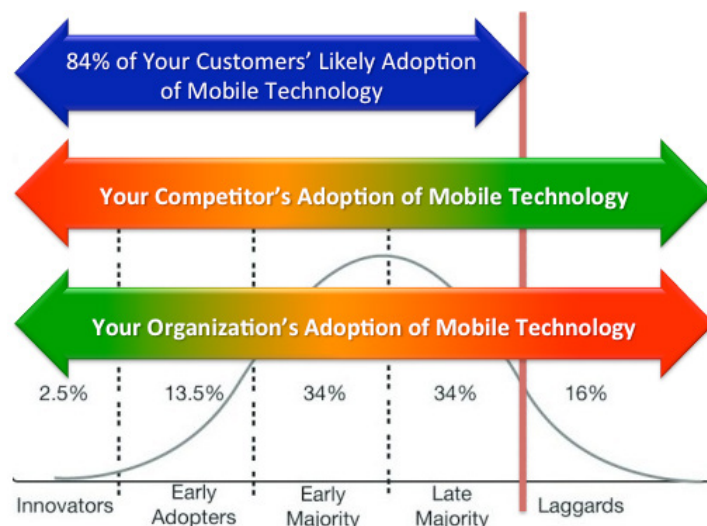 84% of Your Customers' Likely Adoption
of Mobile Technology
Your Competitor's Adoption of Mobile Technology
Your Organization's Adoption of Mobile Technology
2.5%
13.5%
34%
34%
16%
Innovators
Early
Adopters
Early
Majority
Late
Majority
Laggards